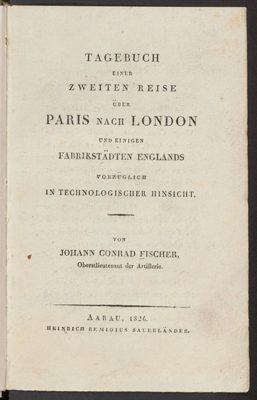 TAGEBUCH
EINER
ZWEITEN REISE
ÜBER
PARIS NACH LONDON
UND EINIGEN
FABRIKSTÄDTEN ENGLANDS
VORZÜGLICH
IN TECHNOLOGISCHER HINSICHT.
VON
JOHANN CONRAD FISCHER,
Oberstlieutenant der Artillerie.
AARAU, 1826.
HEINRICH REMIGIUS SAUERLÄNDER.